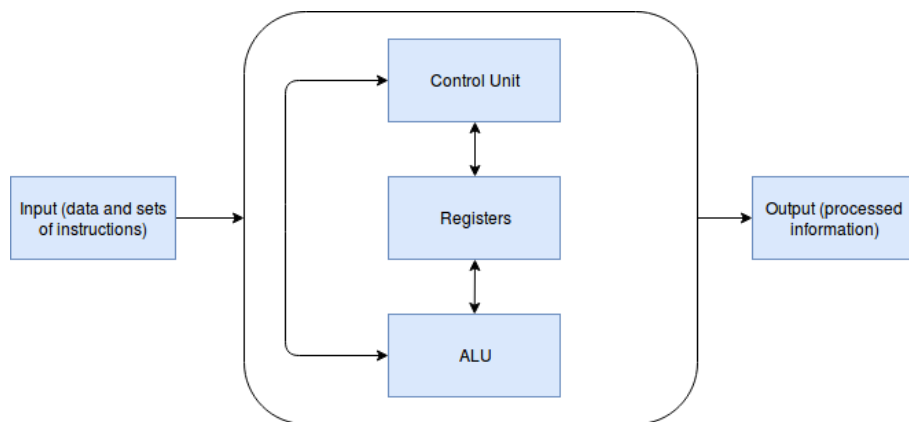 Control Unit
Input (data and sets
of instructions)
Registers
Output (processed
information)
ALU